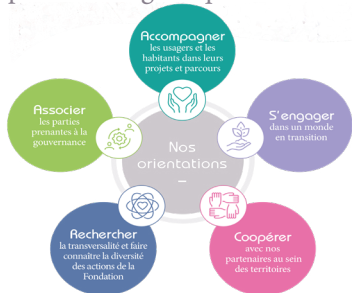 Accompagner
les usagers et les
habitants dans leurs
projets et parcours
S'engager
dans un monde
en transition
Coopérer
avec nos
partenaires au sein
des territoires
Rechercher
la transversalité et faire
connaître la diversité
des actions de la
Fondation
Associer
les parties
prenantes à la
gouvernance
Nos
orientations
–